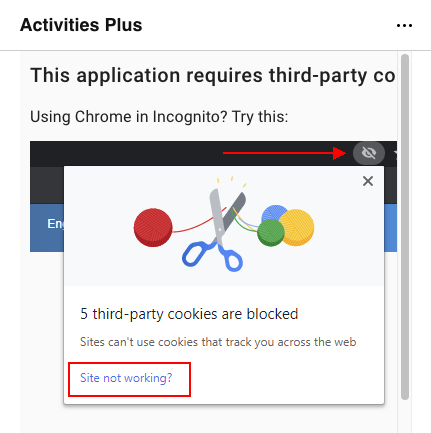 Activities Plus
This application requires third-party co
Using Chrome in Incognito? Try this:
Eng
5 third-party cookies are blocked
Sites can't use cookies that track you across the web
Site not working?